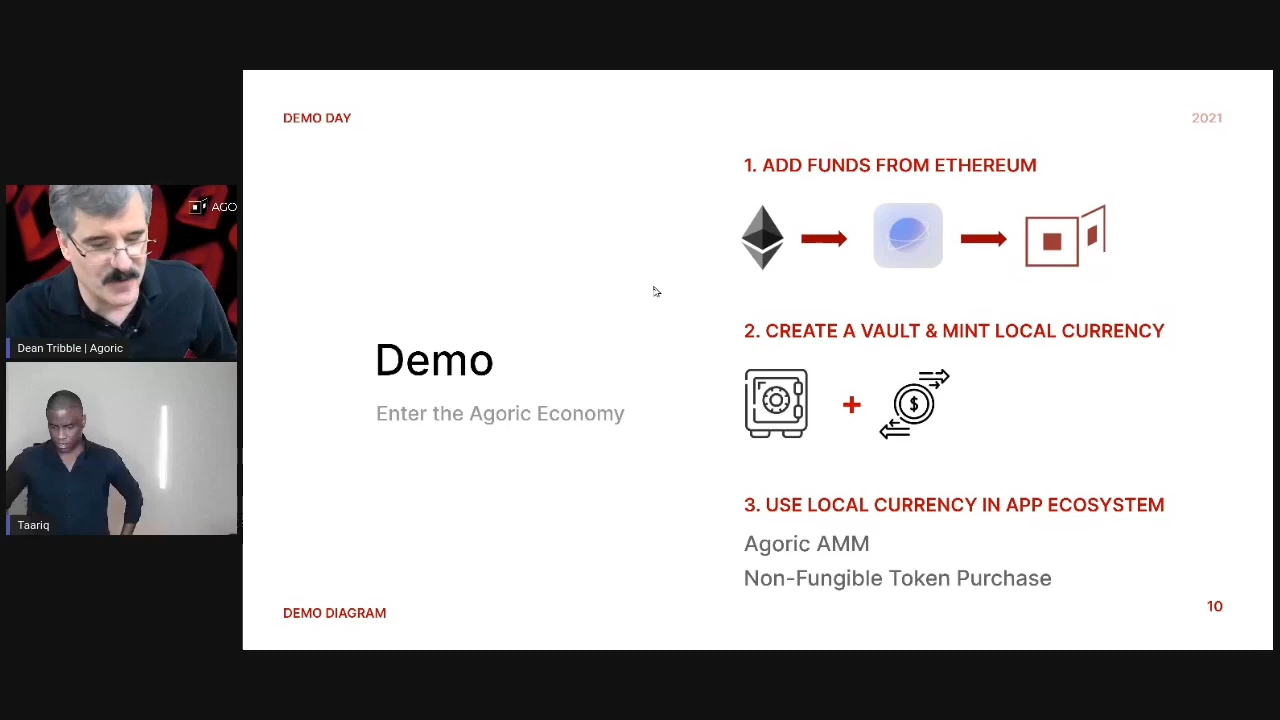 DEMO DAY
2021
1. ADD FUNDS FROM ETHEREUM
AGO
2. CREATE A VAULT & MINT LOCAL CURRENCY
Dean Tribble | Agoric
Demo
$
Enter the Agoric Economy
3. USE LOCAL CURRENCY IN APP ECOSYSTEM
Taariq
Agoric AMM
Non-Fungible Token Purchase
DEMO DIAGRAM
10